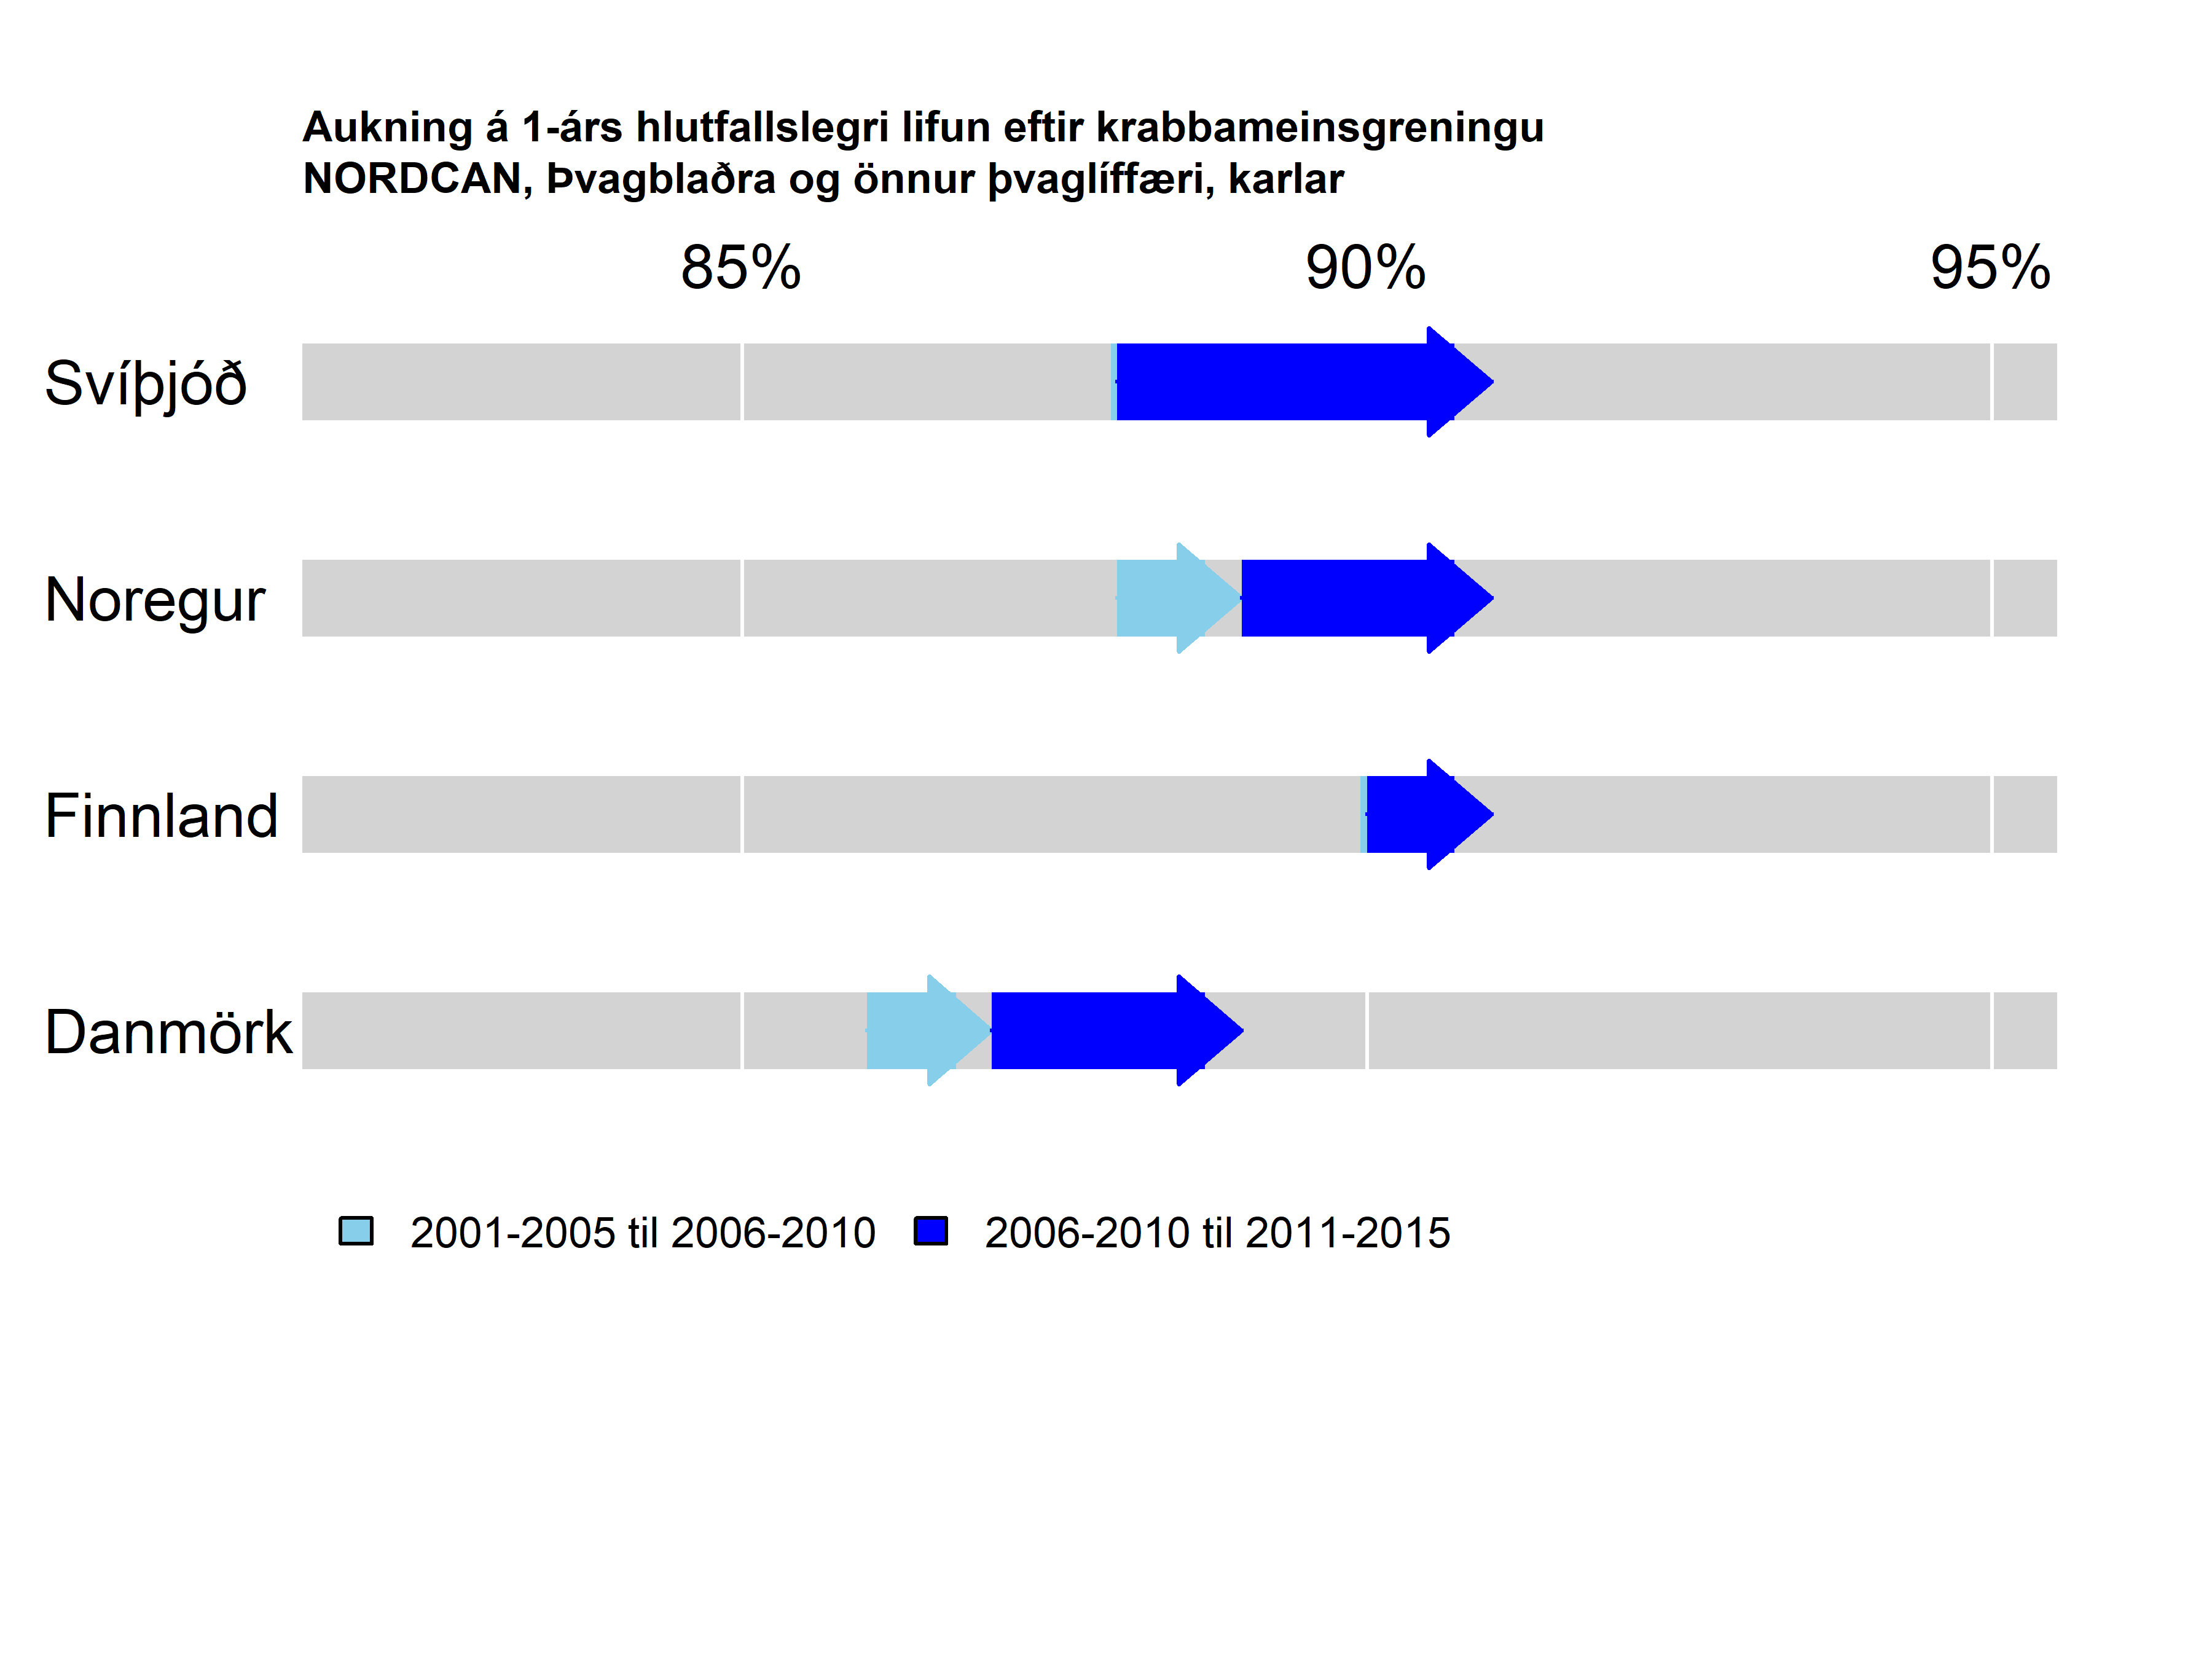 Aukning á 1-árs hlutfallslegri lifun eftir krabbameinsgreningu
NORDCAN, Þvagblaðra og önnur þvaglíffæri, karlar
85% 90% 95%
Svíþjóð
Noregur
Finnland
Danmörk
2001-2005 til 2006-2010 2006-2010 til 2011-2015